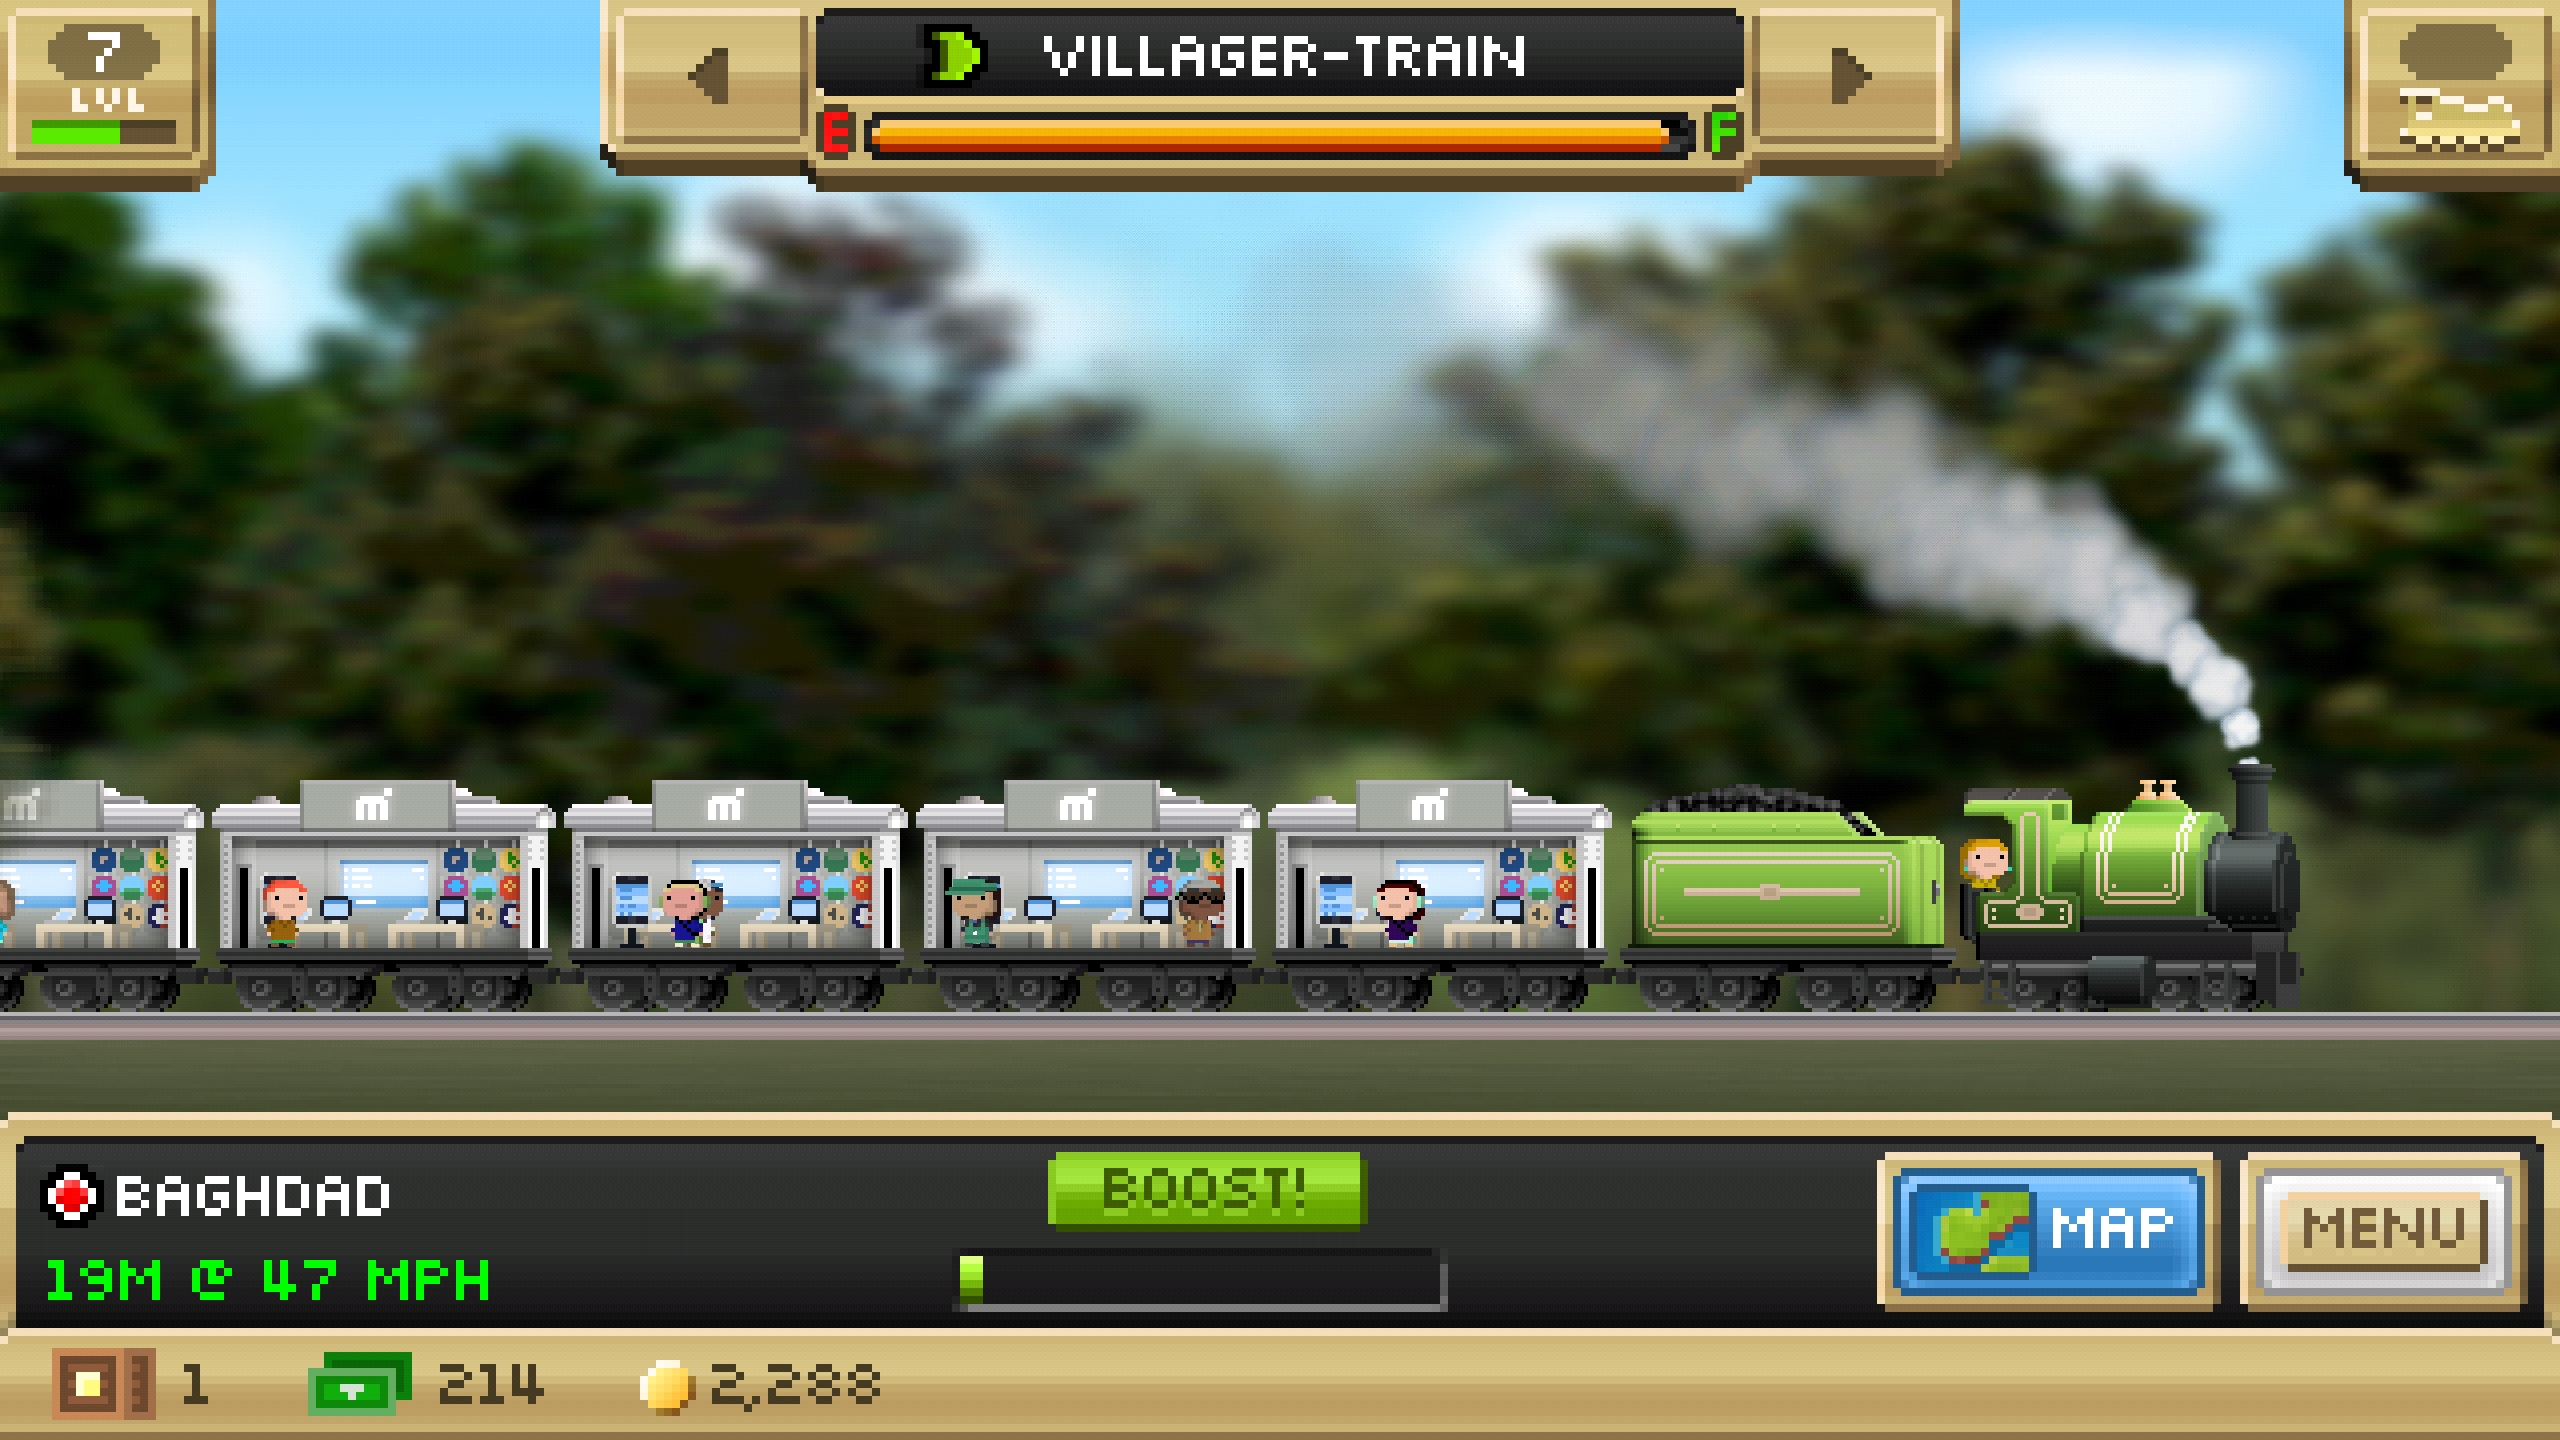 7
LVL
VILLAGER-TRAIN
E F
m
m
m
m
m
BAGHDAD
19M @ 47 MPH
BOOST!
MAP
MENU
1
214
2,288